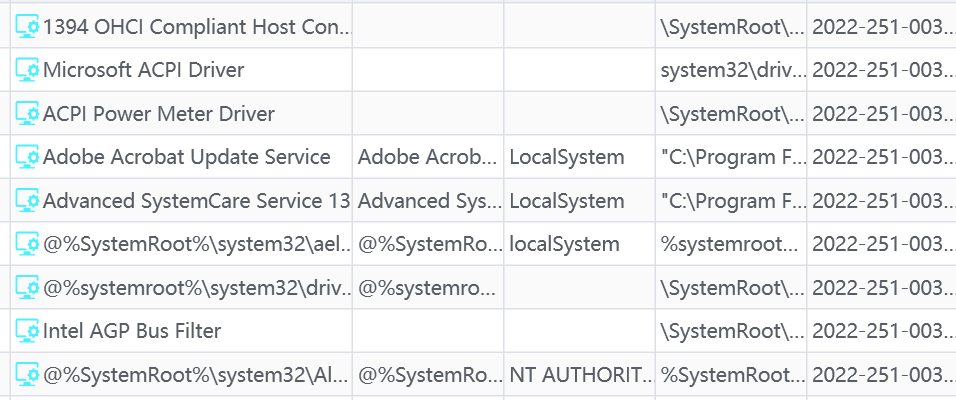 1394 OHCI Compliant Host Con... \SystemRoot\... 2022-251-003...
Microsoft ACPI Driver system32\driv... 2022-251-003...
ACPI Power Meter Driver \SystemRoot\... 2022-251-003...
Adobe Acrobat Update Service Adobe Acrob... LocalSystem "C:\Program F... 2022-251-003...
Advanced SystemCare Service 13 Advanced Sys... LocalSystem "C:\Program F... 2022-251-003...
@%SystemRoot%\system32\ael... @%SystemRo... localSystem %systemroot... 2022-251-003...
@%systemroot%\system32\driv... @%systemro... \SystemRoot\... 2022-251-003...
Intel AGP Bus Filter \SystemRoot\... 2022-251-003...
@%SystemRoot%\system32\Al... @%SystemRo... NT AUTHORIT... %SystemRoot... 2022-251-003...